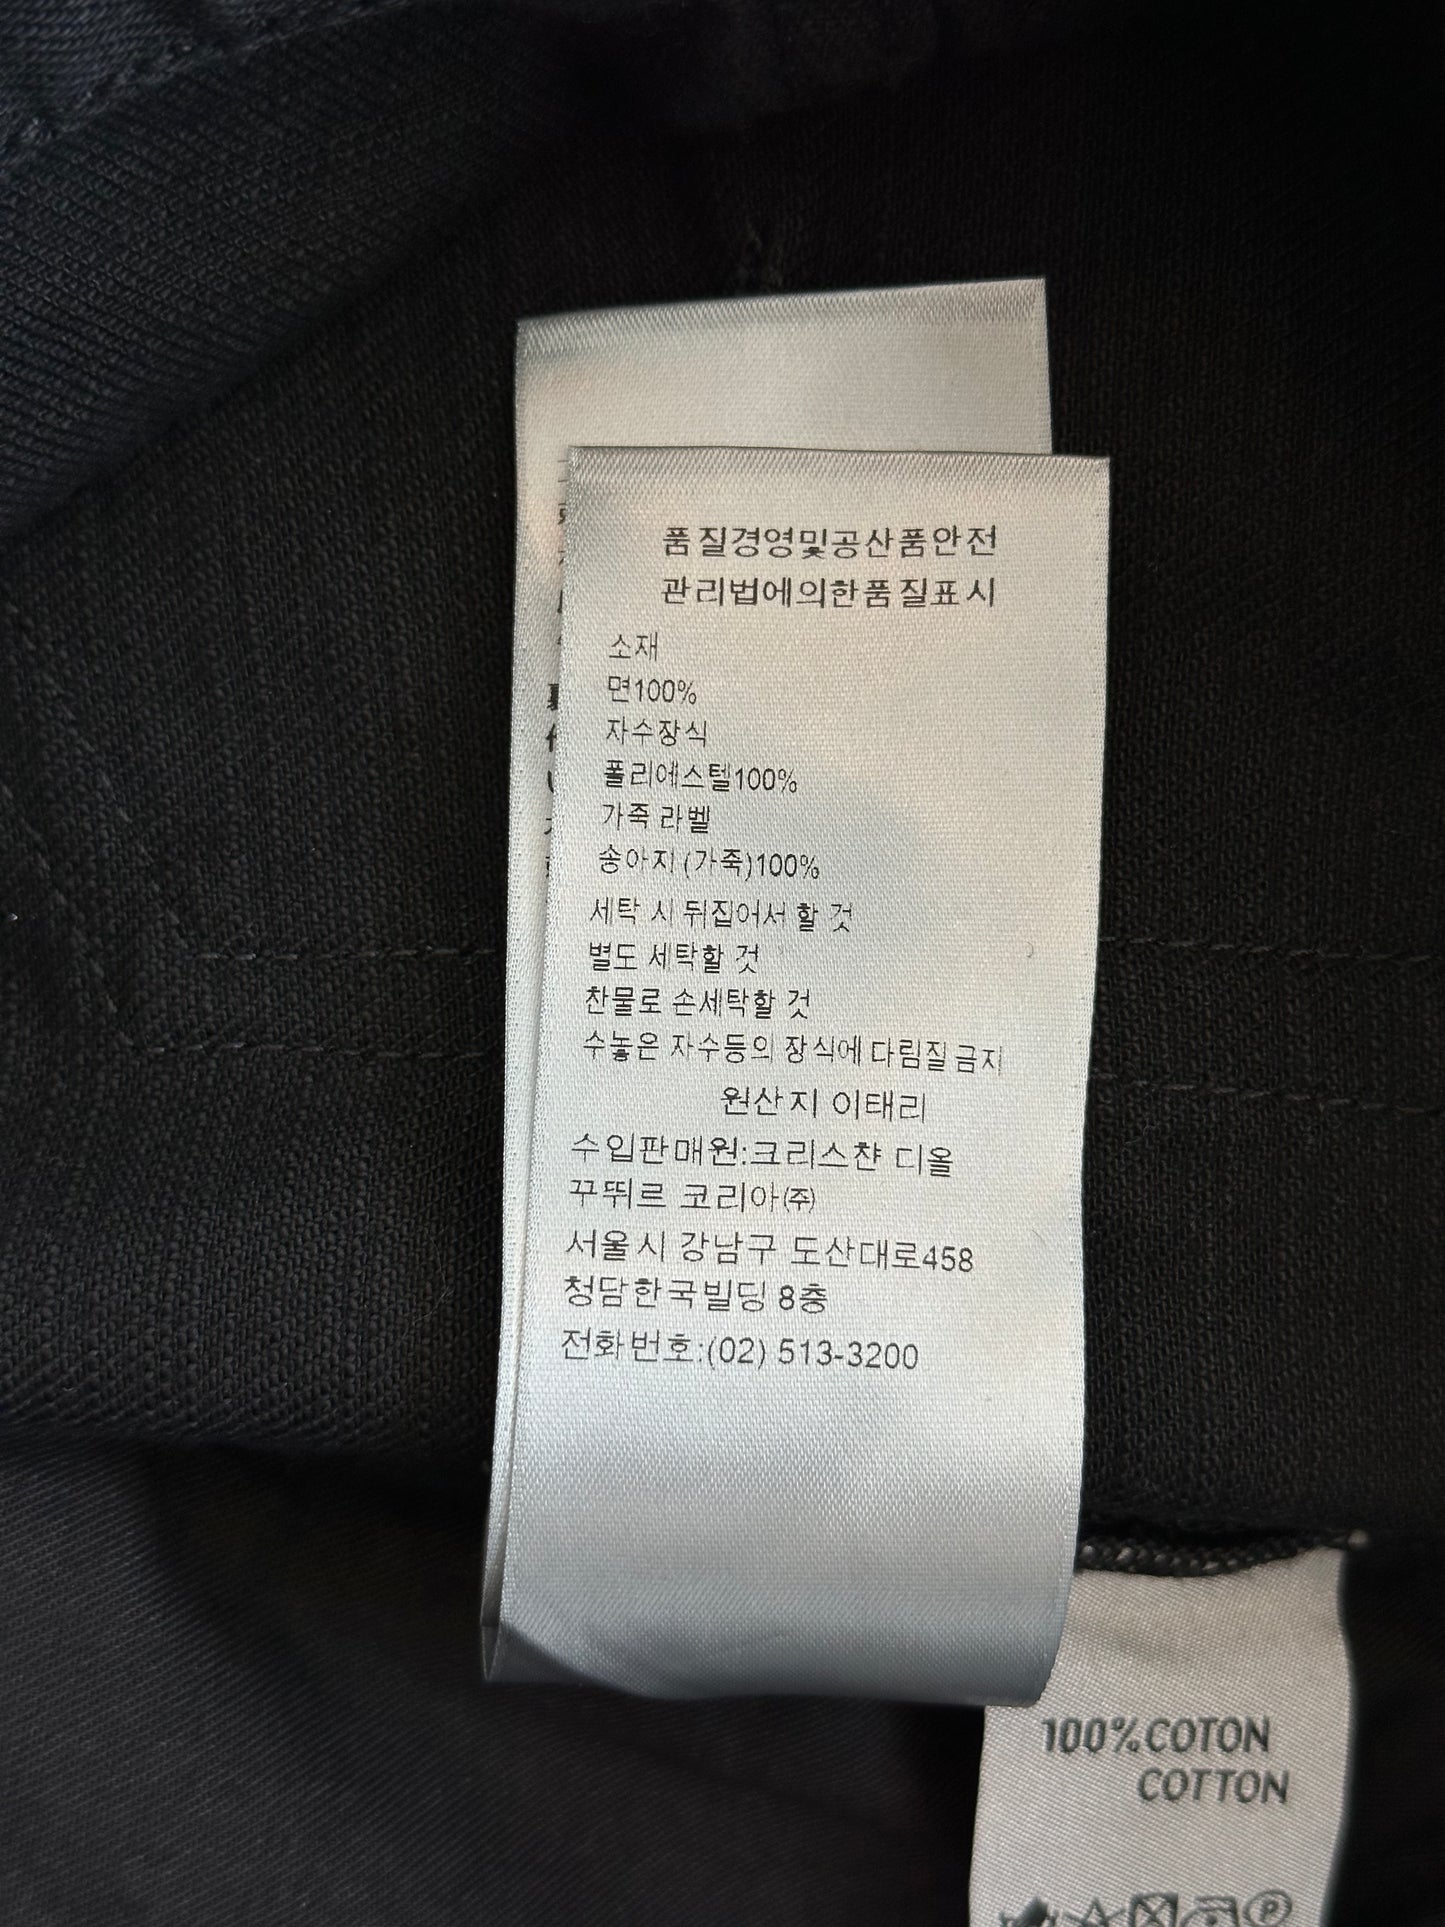 품질경영및공산품안전
관리법에의한품질표시
소재
면100%
자수장식
폴리에스텔100%
가죽 라벨
송아지(가죽)100%
세탁 시 뒤집어서 할 것
별도 세탁할 것
찬물로 손세탁할 것
수놓은 자수등의 장식에 다림질 금지
원산지 이태리
수입판매원:크리스챤 디올
꾸뛰르 코리아㈜
서울시 강남구 도산대로458
청담한국빌딩 8층
전화번호:(02) 513-3200
100% COTON
COTTON
P